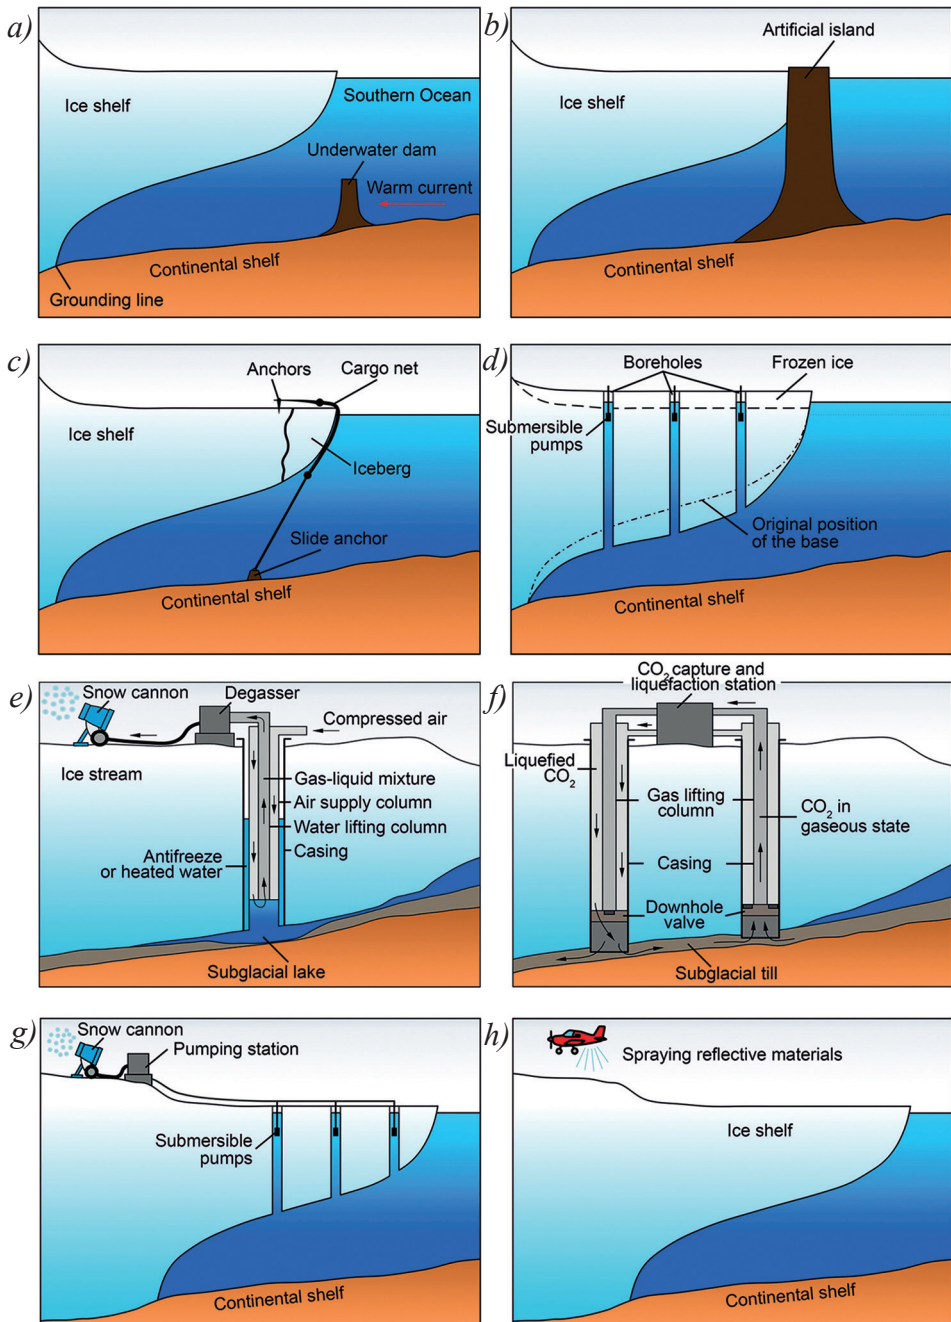 a)
Ice shelf
Southern Ocean
Underwater dam
Warm current
Continental shelf
Grounding line
b)
Artificial island
Ice shelf
Continental shelf
c)
Anchors
Cargo net
Ice shelf
Iceberg
Slide anchor
Continental shelf
d)
Boreholes
Frozen ice
Submersible
pumps
Original position
of the base
Continental shelf
e)
Snow cannon
Degasser
Compressed air
Ice stream
Gas-liquid mixture
Air supply column
Water lifting column
Antifreeze
or heated water
Casing
Subglacial lake
f)
CO2 capture and
liquefaction station
Liquefied
CO2
Gas lifting
column
CO2 in
gaseous state
Casing
Downhole
valve
Subglacial till
g)
Snow cannon
Pumping station
Submersible
pumps
Continental shelf
h)
Spraying reflective materials
Ice shelf
Continental shelf